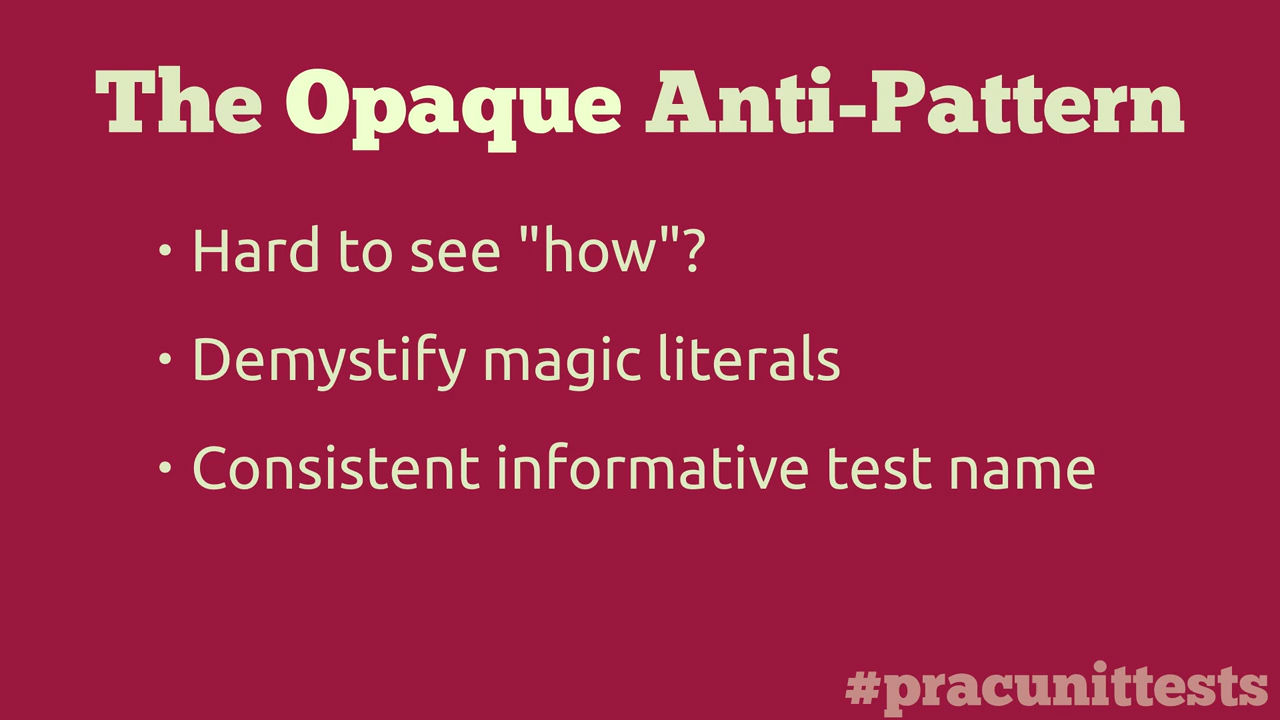 The Opaque Anti-Pattern
• Hard to see "how"?
• Demystify magic literals
• Consistent informative test name
#pracunittests